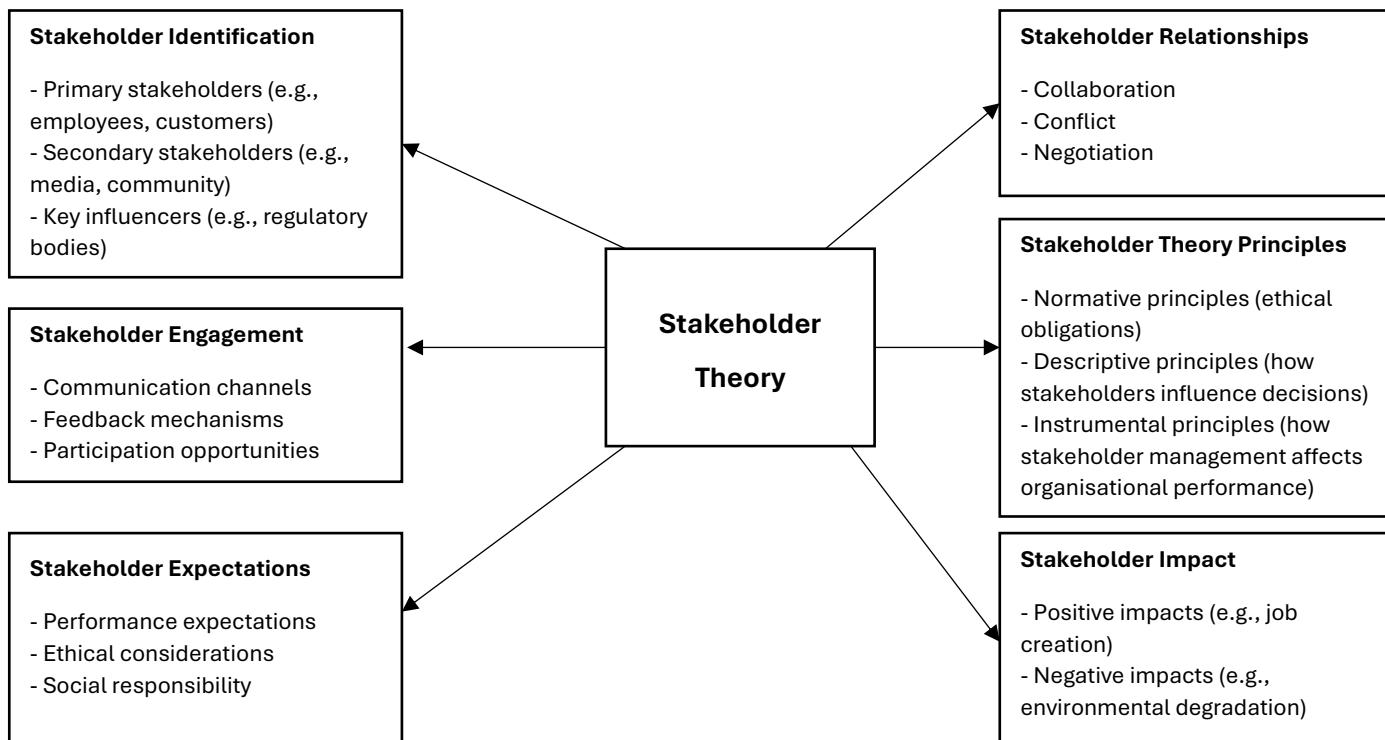 Stakeholder Identification
- Primary stakeholders (e.g.,
employees, customers)
- Secondary stakeholders (e.g.,
media, community)
- Key influencers (e.g., regulatory
bodies)
Stakeholder Engagement
- Communication channels
- Feedback mechanisms
- Participation opportunities
Stakeholder Expectations
- Performance expectations
- Ethical considerations
- Social responsibility
Stakeholder
Theory
Stakeholder Relationships
- Collaboration
- Conflict
- Negotiation
Stakeholder Theory Principles
- Normative principles (ethical
obligations)
- Descriptive principles (how
stakeholders influence decisions)
- Instrumental principles (how
stakeholder management affects
organisational performance)
Stakeholder Impact
- Positive impacts (e.g., job
creation)
- Negative impacts (e.g.,
environmental degradation)